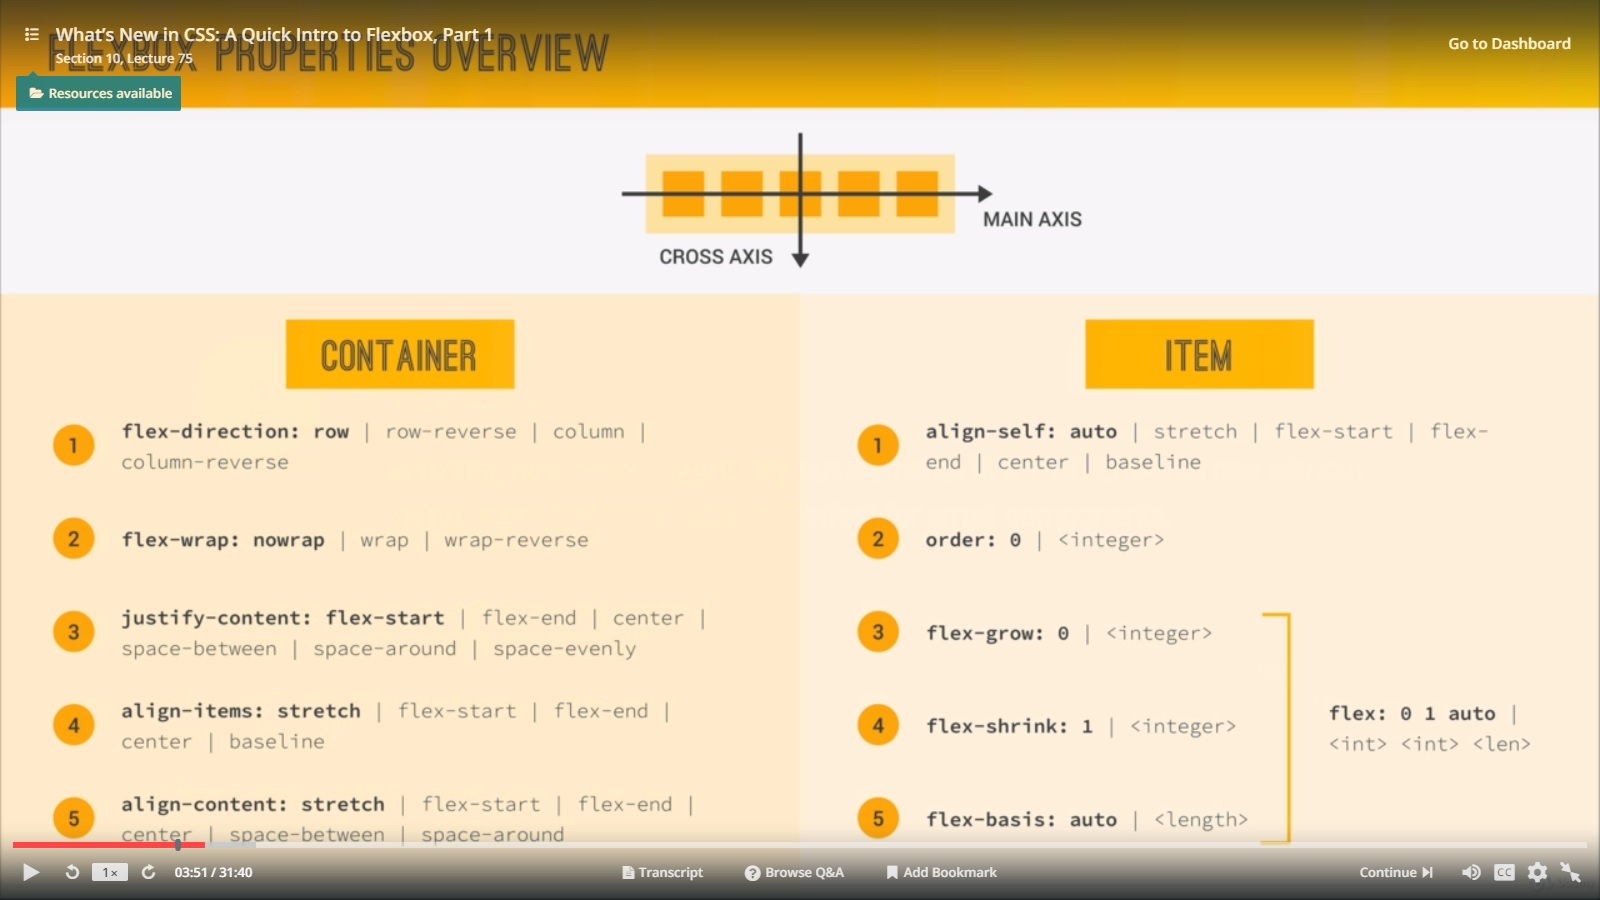 What's New in CSS: A Quick Intro to Flexbox, Part 1
FLEXBOX PROPERTIES OVERVIEW
Section 10, Lecture 75
Go to Dashboard
Resources available
MAIN AXIS
CROSS AXIS
CONTAINER
1 flex-direction: row | row-reverse | column |
column-reverse
2 flex-wrap: nowrap | wrap | wrap-reverse
3 justify-content: flex-start | flex-end | center |
space-between | space-around | space-evenly
4 align-items: stretch | flex-start | flex-end |
center | baseline
5 align-content: stretch | flex-start | flex-end |
center | space-between | space-around
ITEM
1 align-self: auto | stretch | flex-start | flex-
end | center | baseline
2 order: 0 | <integer>
3 flex-grow: 0 | <integer>
4 flex-shrink: 1 | <integer>
5 flex-basis: auto | <length>
flex: 0 1 auto |
<int> <int> <len>
1× 03:51 / 31:40 Transcript Browse Q&A Add Bookmark Continue CC